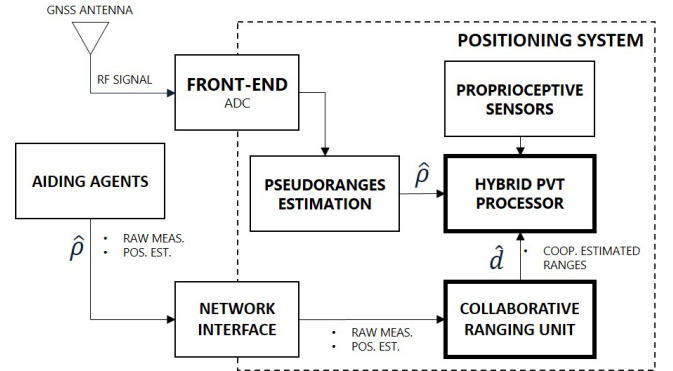 GNSS ANTENNA
POSITIONING SYSTEM
RF SIGNAL
FRONT-END
ADC
PROPRIOCEPTIVE
SENSORS
AIDING AGENTS
PSEUDORANGES
ESTIMATION
ρ̂
HYBRID PVT
PROCESSOR
ρ̂
• RAW MEAS.
• POS. EST.
d̂
• COOP. ESTIMATED
RANGES
NETWORK
INTERFACE
• RAW MEAS.
• POS. EST.
COLLABORATIVE
RANGING UNIT